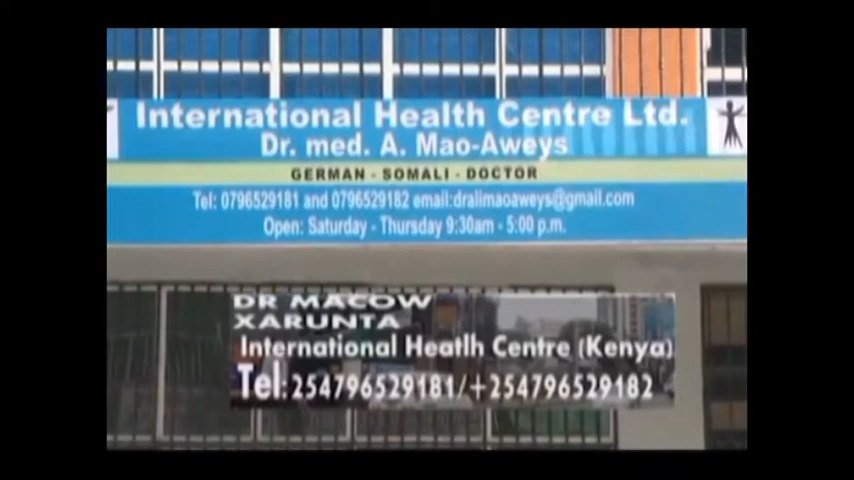 International Health Centre Ltd.
Dr. med. A. Mao-Aweys
GERMAN - SOMALI - DOCTOR
Tel: 0796529181 and 0796529182 email:dralimaoaweys@gmail.com
Open: Saturday - Thursday 9:30am - 5:00 p.m.
DR MACOW
XARUNTA
International Heatlh Centre (Kenya)
Tel:254796529181/+254796529182